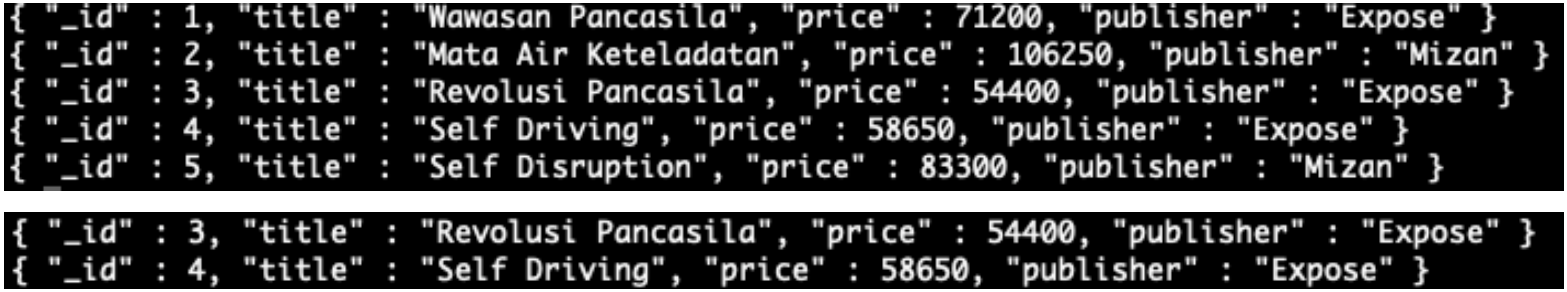 { "_id" : 1, "title" : "Wawasan Pancasila", "price" : 71200, "publisher" : "Expose" }
{ "_id" : 2, "title" : "Mata Air Keteladatan", "price" : 106250, "publisher" : "Mizan" }
{ "_id" : 3, "title" : "Revolusi Pancasila", "price" : 54400, "publisher" : "Expose" }
{ "_id" : 4, "title" : "Self Driving", "price" : 58650, "publisher" : "Expose" }
{ "_id" : 5, "title" : "Self Disruption", "price" : 83300, "publisher" : "Mizan" }
{ "_id" : 3, "title" : "Revolusi Pancasila", "price" : 54400, "publisher" : "Expose" }
{ "_id" : 4, "title" : "Self Driving", "price" : 58650, "publisher" : "Expose" }